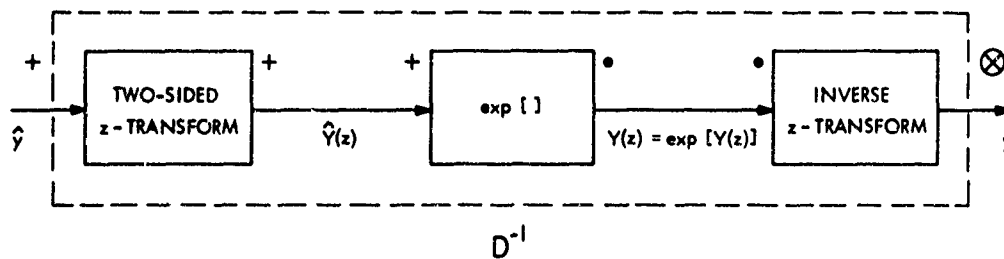 + + + • • ⊗
TWO-SIDED
z - TRANSFORM
exp [ ]
INVERSE
z - TRANSFORM
ŷ Ŷ(z) Y(z) = exp [Y(z)]
D⁻¹